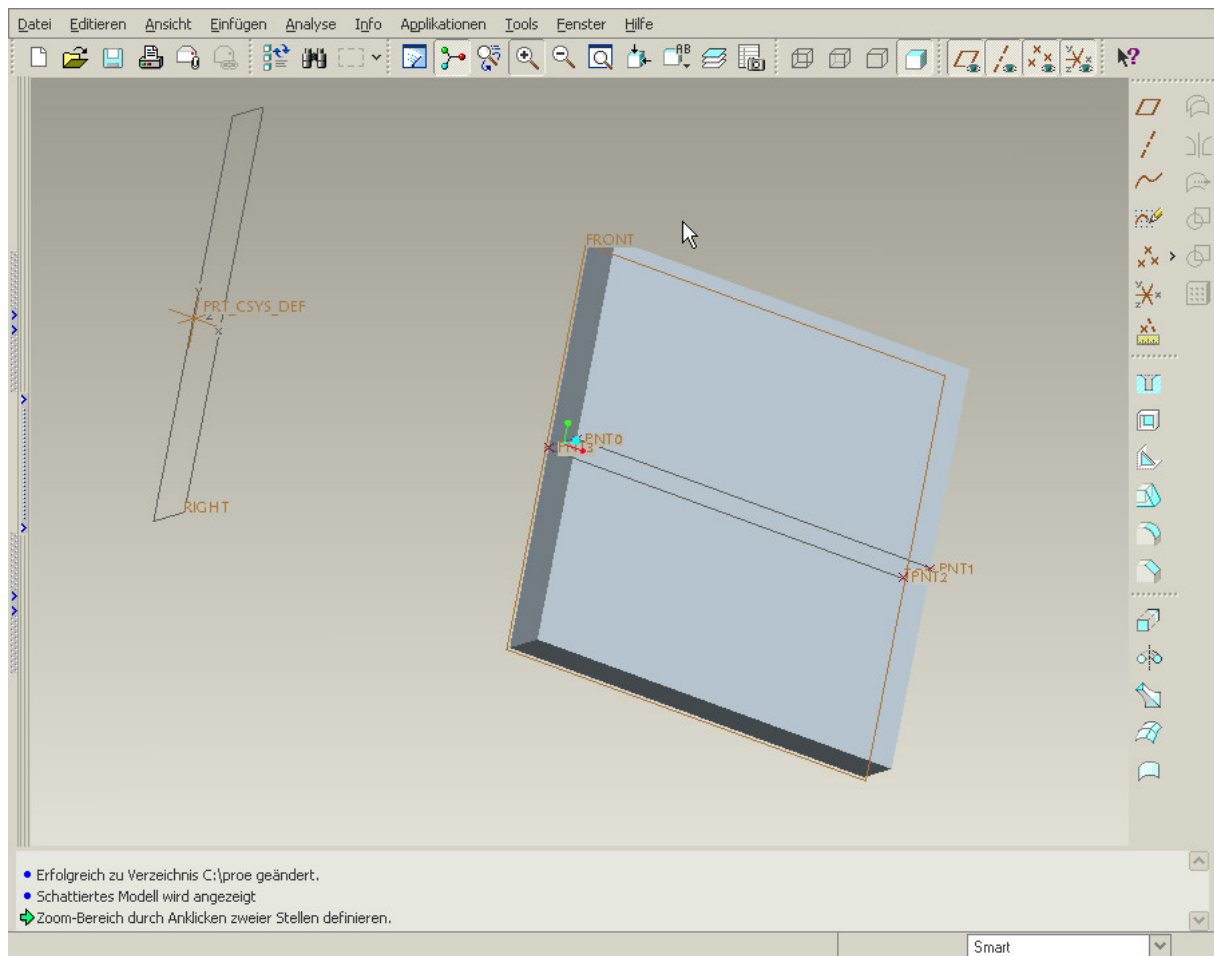 Datei Editieren Ansicht Einfügen Analyse Info Applikationen Tools Fenster Hilfe
FRONT
PRT_CSYS_DEF
Y
Z
X
PNT0
PNT3
RIGHT
PNT1
PNT2
Erfolgreich zu Verzeichnis C:\proe geändert.
Schattiertes Modell wird angezeigt
Zoom-Bereich durch Anklicken zweier Stellen definieren.
Smart